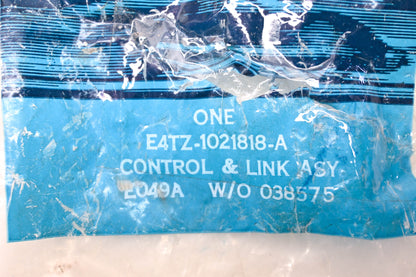 ONE
E4TZ-1021818-A
CONTROL & LINK ASY
E049A W/O 038575